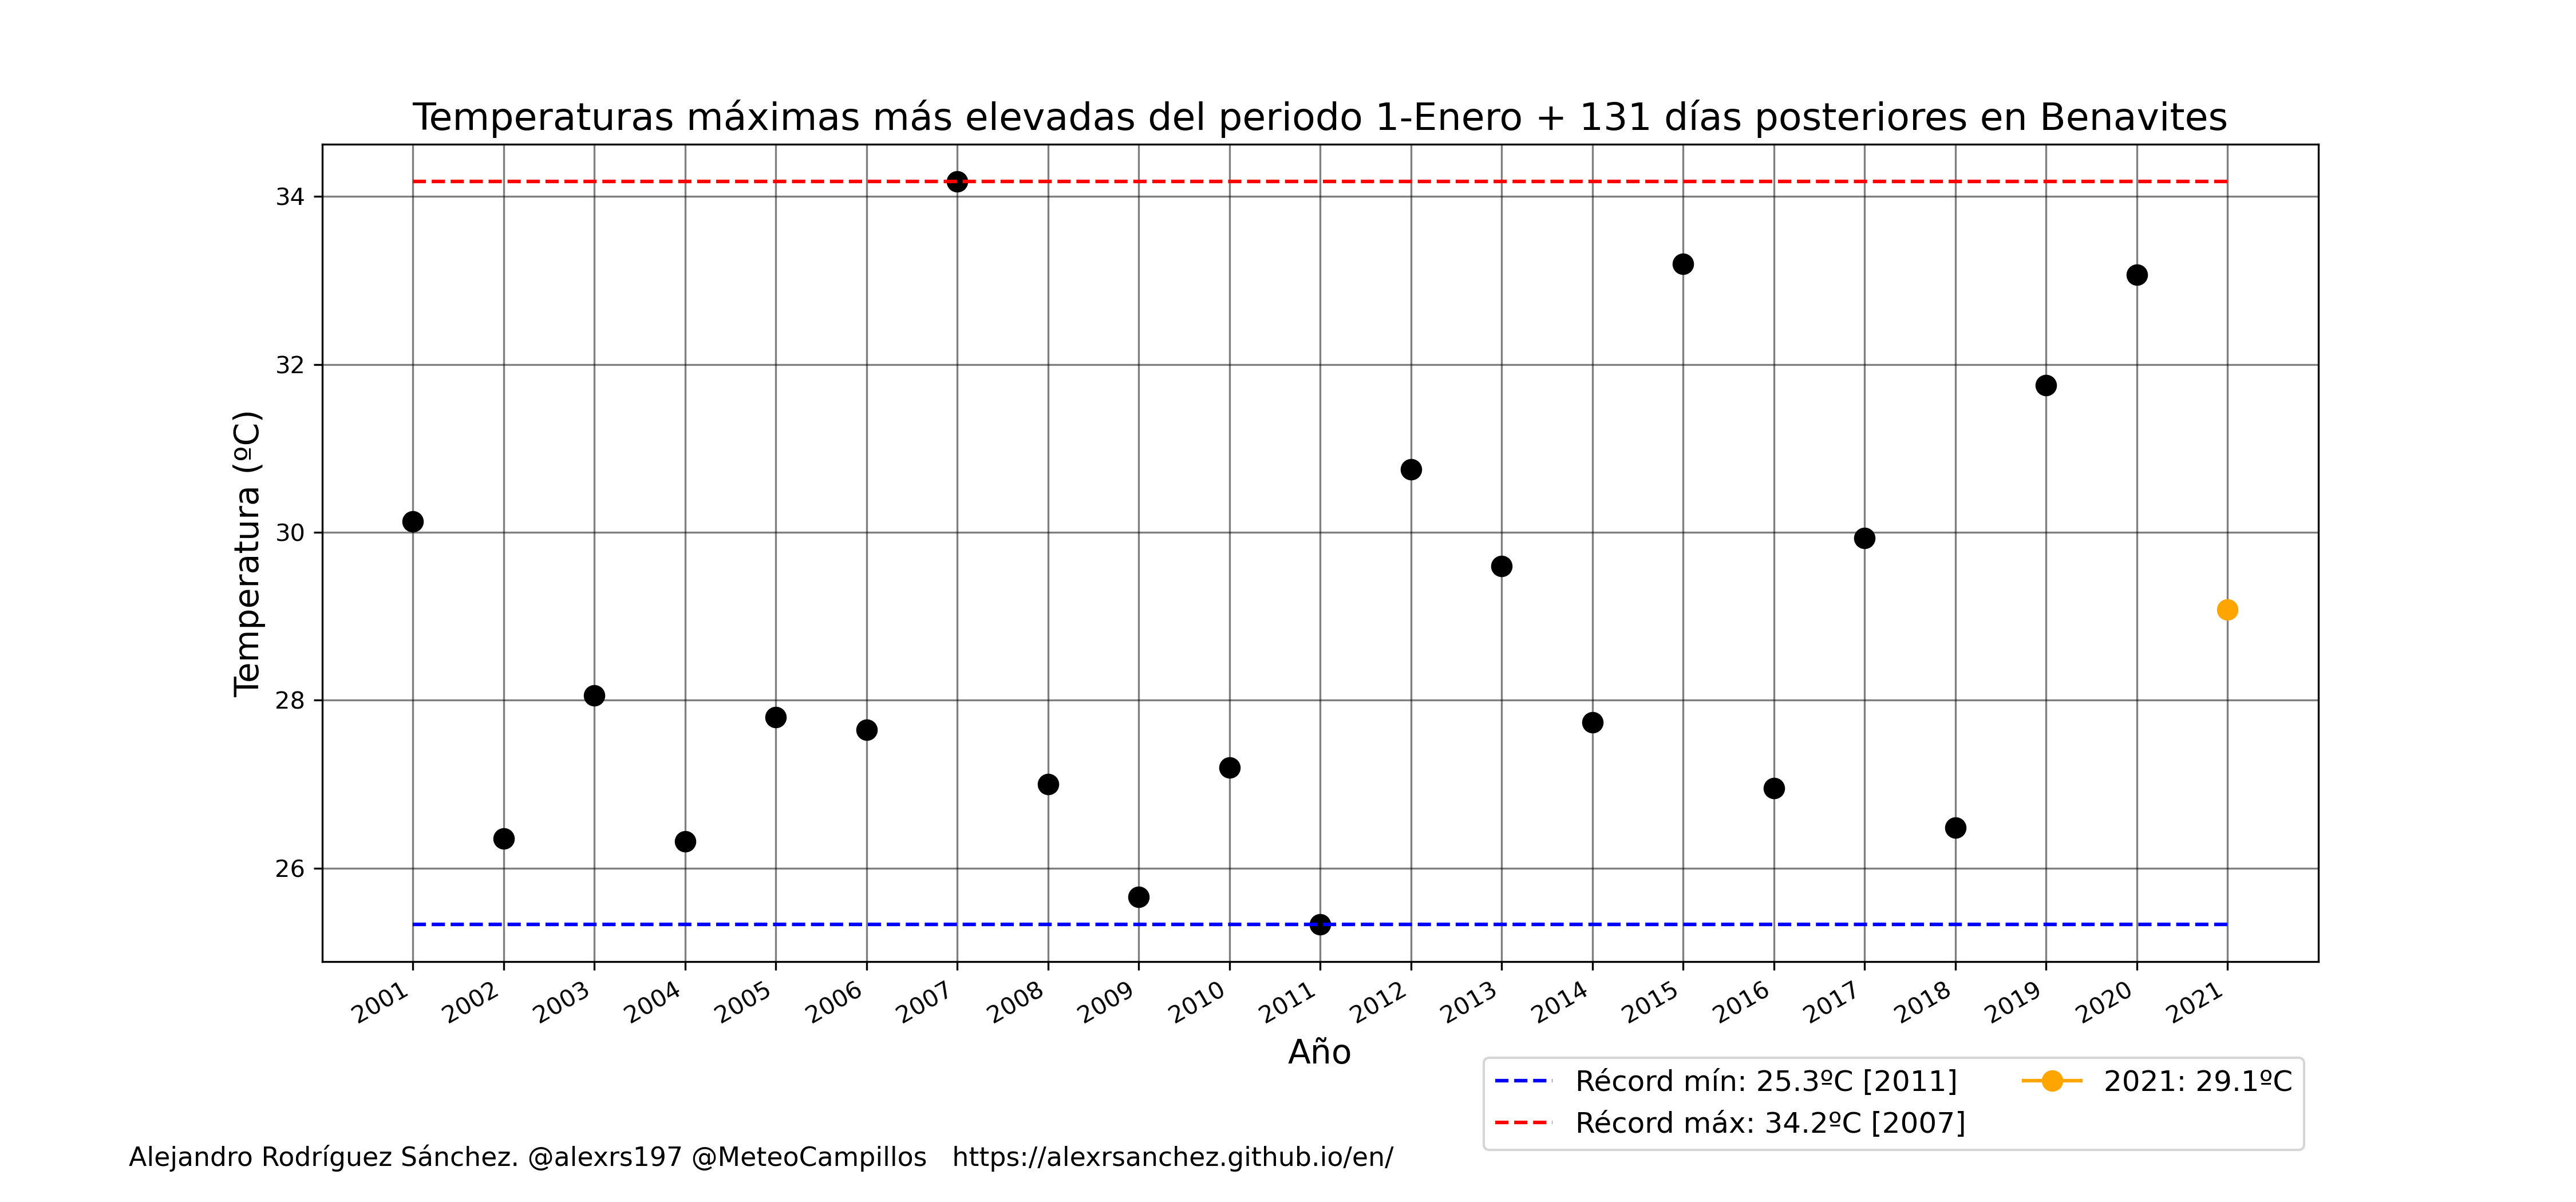 Temperaturas máximas más elevadas del periodo 1-Enero + 131 días posteriores en Benavites
Temperatura (ºC)
34
32
30
28
26
2001 2002 2003 2004 2005 2006 2007 2008 2009 2010 2011 2012 2013 2014 2015 2016 2017 2018 2019 2020 2021
Año
Récord mín: 25.3ºC [2011]
Récord máx: 34.2ºC [2007]
2021: 29.1ºC
Alejandro Rodríguez Sánchez. @alexrs197 @MeteoCampillos https://alexrsanchez.github.io/en/